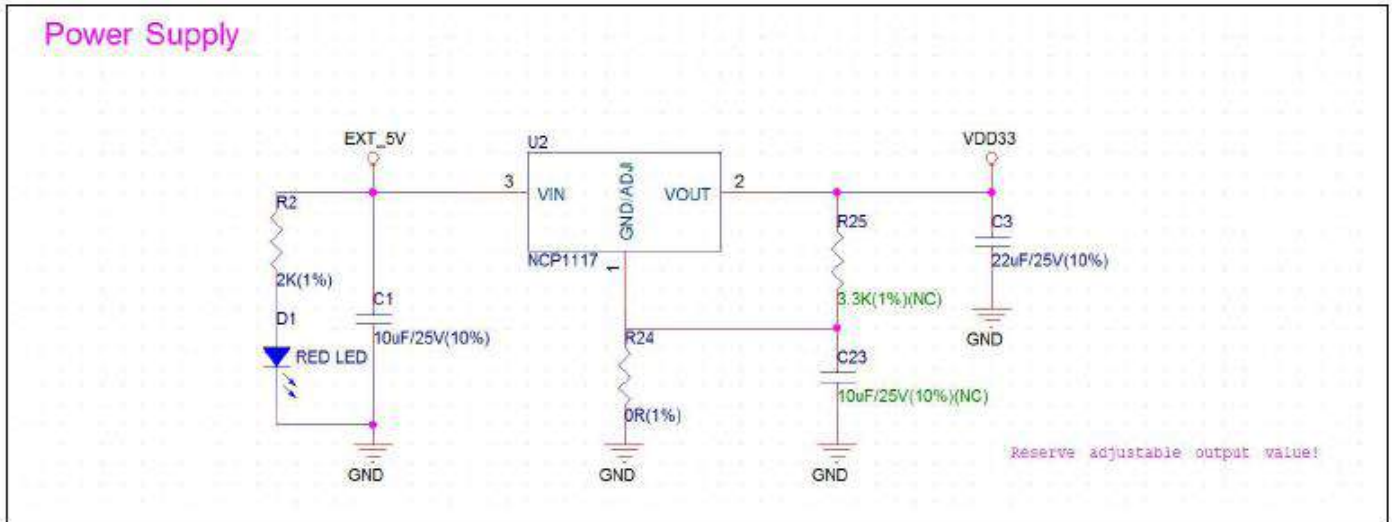 Power Supply
EXT_5V
U2
VDD33
R2
3
VIN
GND/ADJ
VOUT
2
R25
C3
NCP1117
1
22uF/25V(10%)
2K(1%)
C1
3.3K(1%)(NC)
D1
10uF/25V(10%)
R24
GND
RED LED
C23
10uF/25V(10%)(NC)
0R(1%)
GND
GND
GND
Reserve adjustable output value!